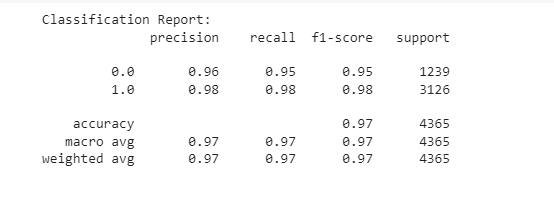 Classification Report:
precision recall f1-score support
0.0 0.96 0.95 0.95 1239
1.0 0.98 0.98 0.98 3126
accuracy 0.97 4365
macro avg 0.97 0.97 0.97 4365
weighted avg 0.97 0.97 0.97 4365